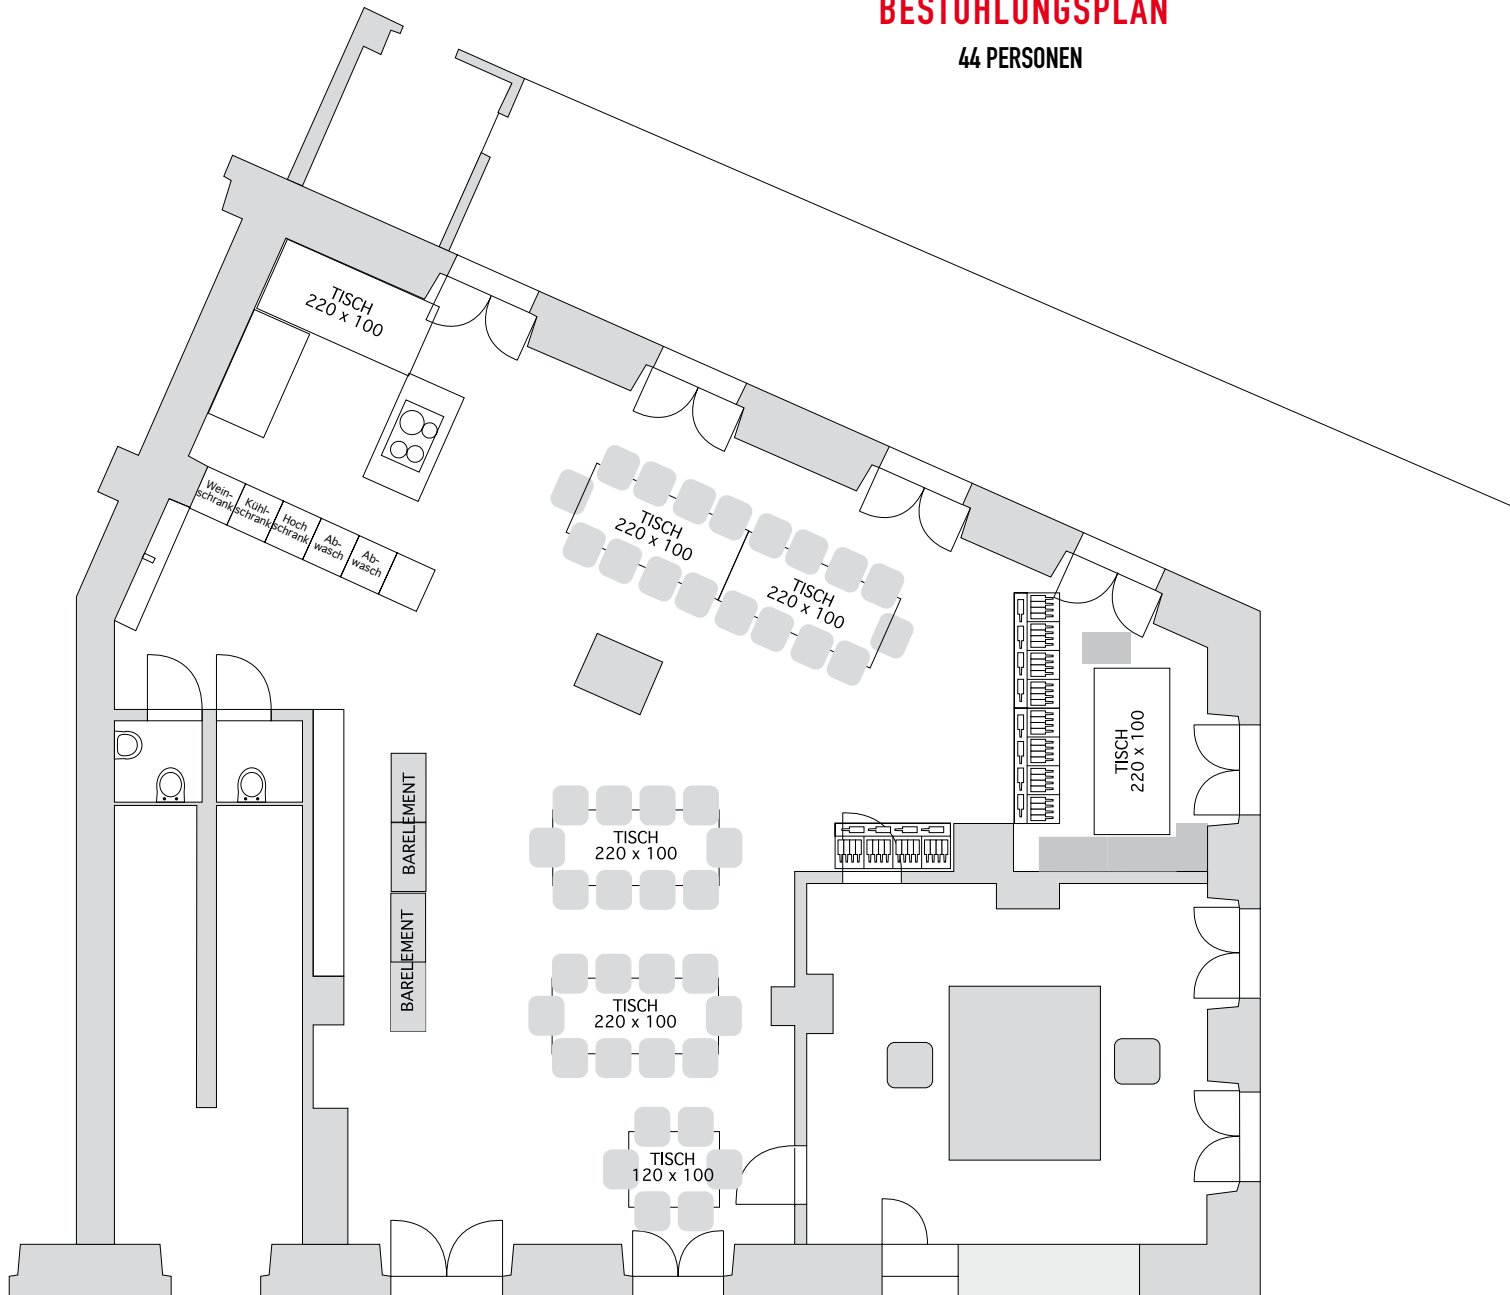 BESTUHLUNGSPLAN
44 PERSONEN
TISCH
220 x 100
Wein-
schrank
Kühl-
schrank
Hoch
schrank
Ab-
wasch
Ab-
wasch
TISCH
220 x 100
TISCH
220 x 100
TISCH
220 x 100
BARELEMENT
BARELEMENT
TISCH
220 x 100
TISCH
220 x 100
TISCH
120 x 100